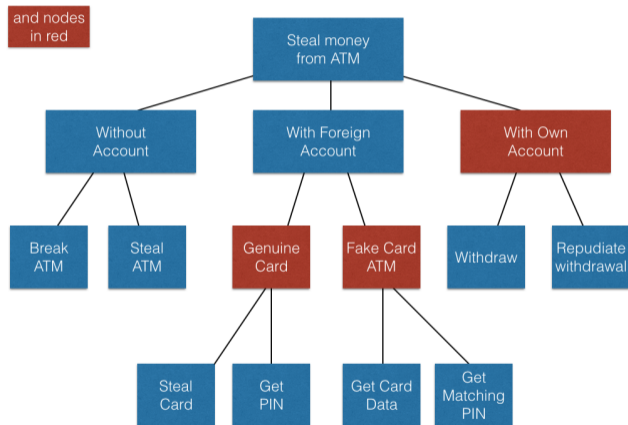 and nodes
in red
Steal money
from ATM
Without
Account
With Foreign
Account
With Own
Account
Break
ATM
Steal
ATM
Genuine
Card
Fake Card
ATM
Withdraw
Repudiate
withdrawal
Steal
Card
Get
PIN
Get Card
Data
Get
Matching
PIN